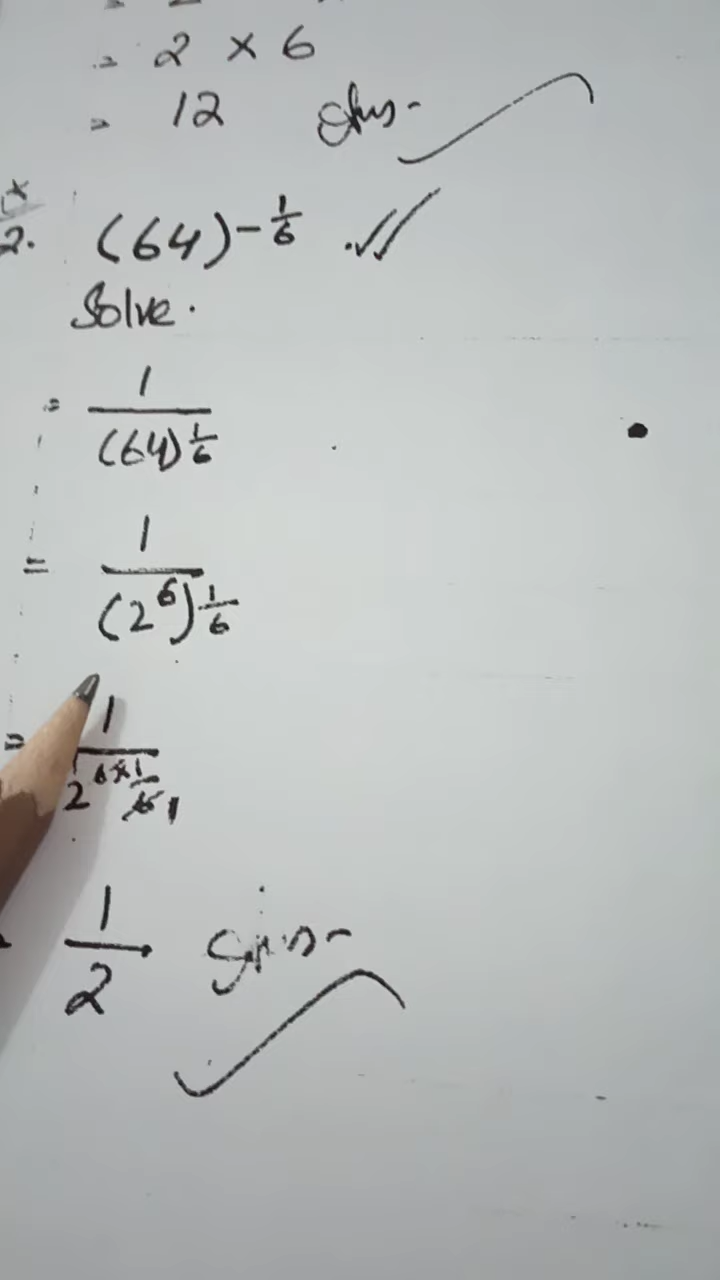 = 2 × 6
= 12 Ans-
2. (64)^{-1/6}
Solve.
= 1/(64)^{1/6}
= 1/(2^6)^{1/6}
= 1/2^{6×1/6} 1
1/2